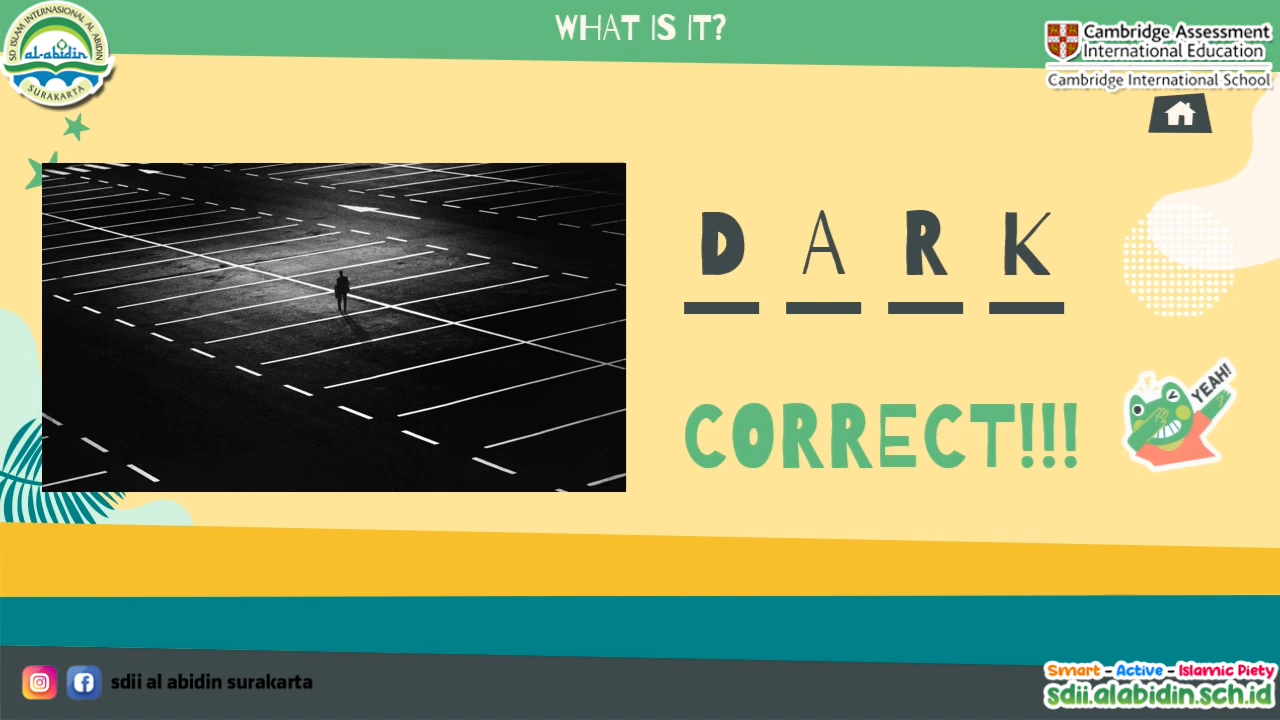 WHAT IS IT?
SD ISLAM INTERNASIONAL AL ABIDIN
al-abidin
SURAKARTA
Cambridge Assessment
International Education
Cambridge International School
D A R K
CORRECT!!!
YEAH!
sdii al abidin surakarta
Smart - Active - Islamic Piety
sdii.alabidin.sch.id